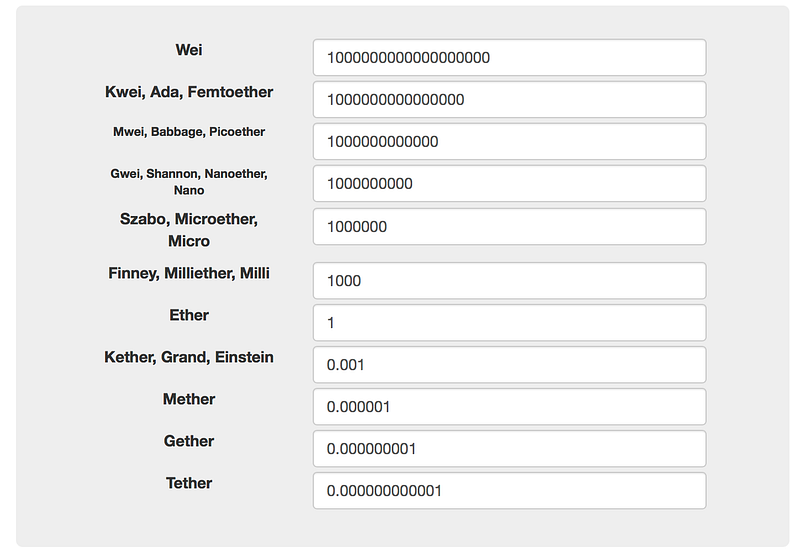 Wei 1000000000000000000
Kwei, Ada, Femtoether 1000000000000000
Mwei, Babbage, Picoether 1000000000000
Gwei, Shannon, Nanoether, 1000000000
Nano
Szabo, Microether, 1000000
Micro
Finney, Milliether, Milli 1000
Ether 1
Kether, Grand, Einstein 0.001
Mether 0.000001
Gether 0.000000001
Tether 0.000000000001